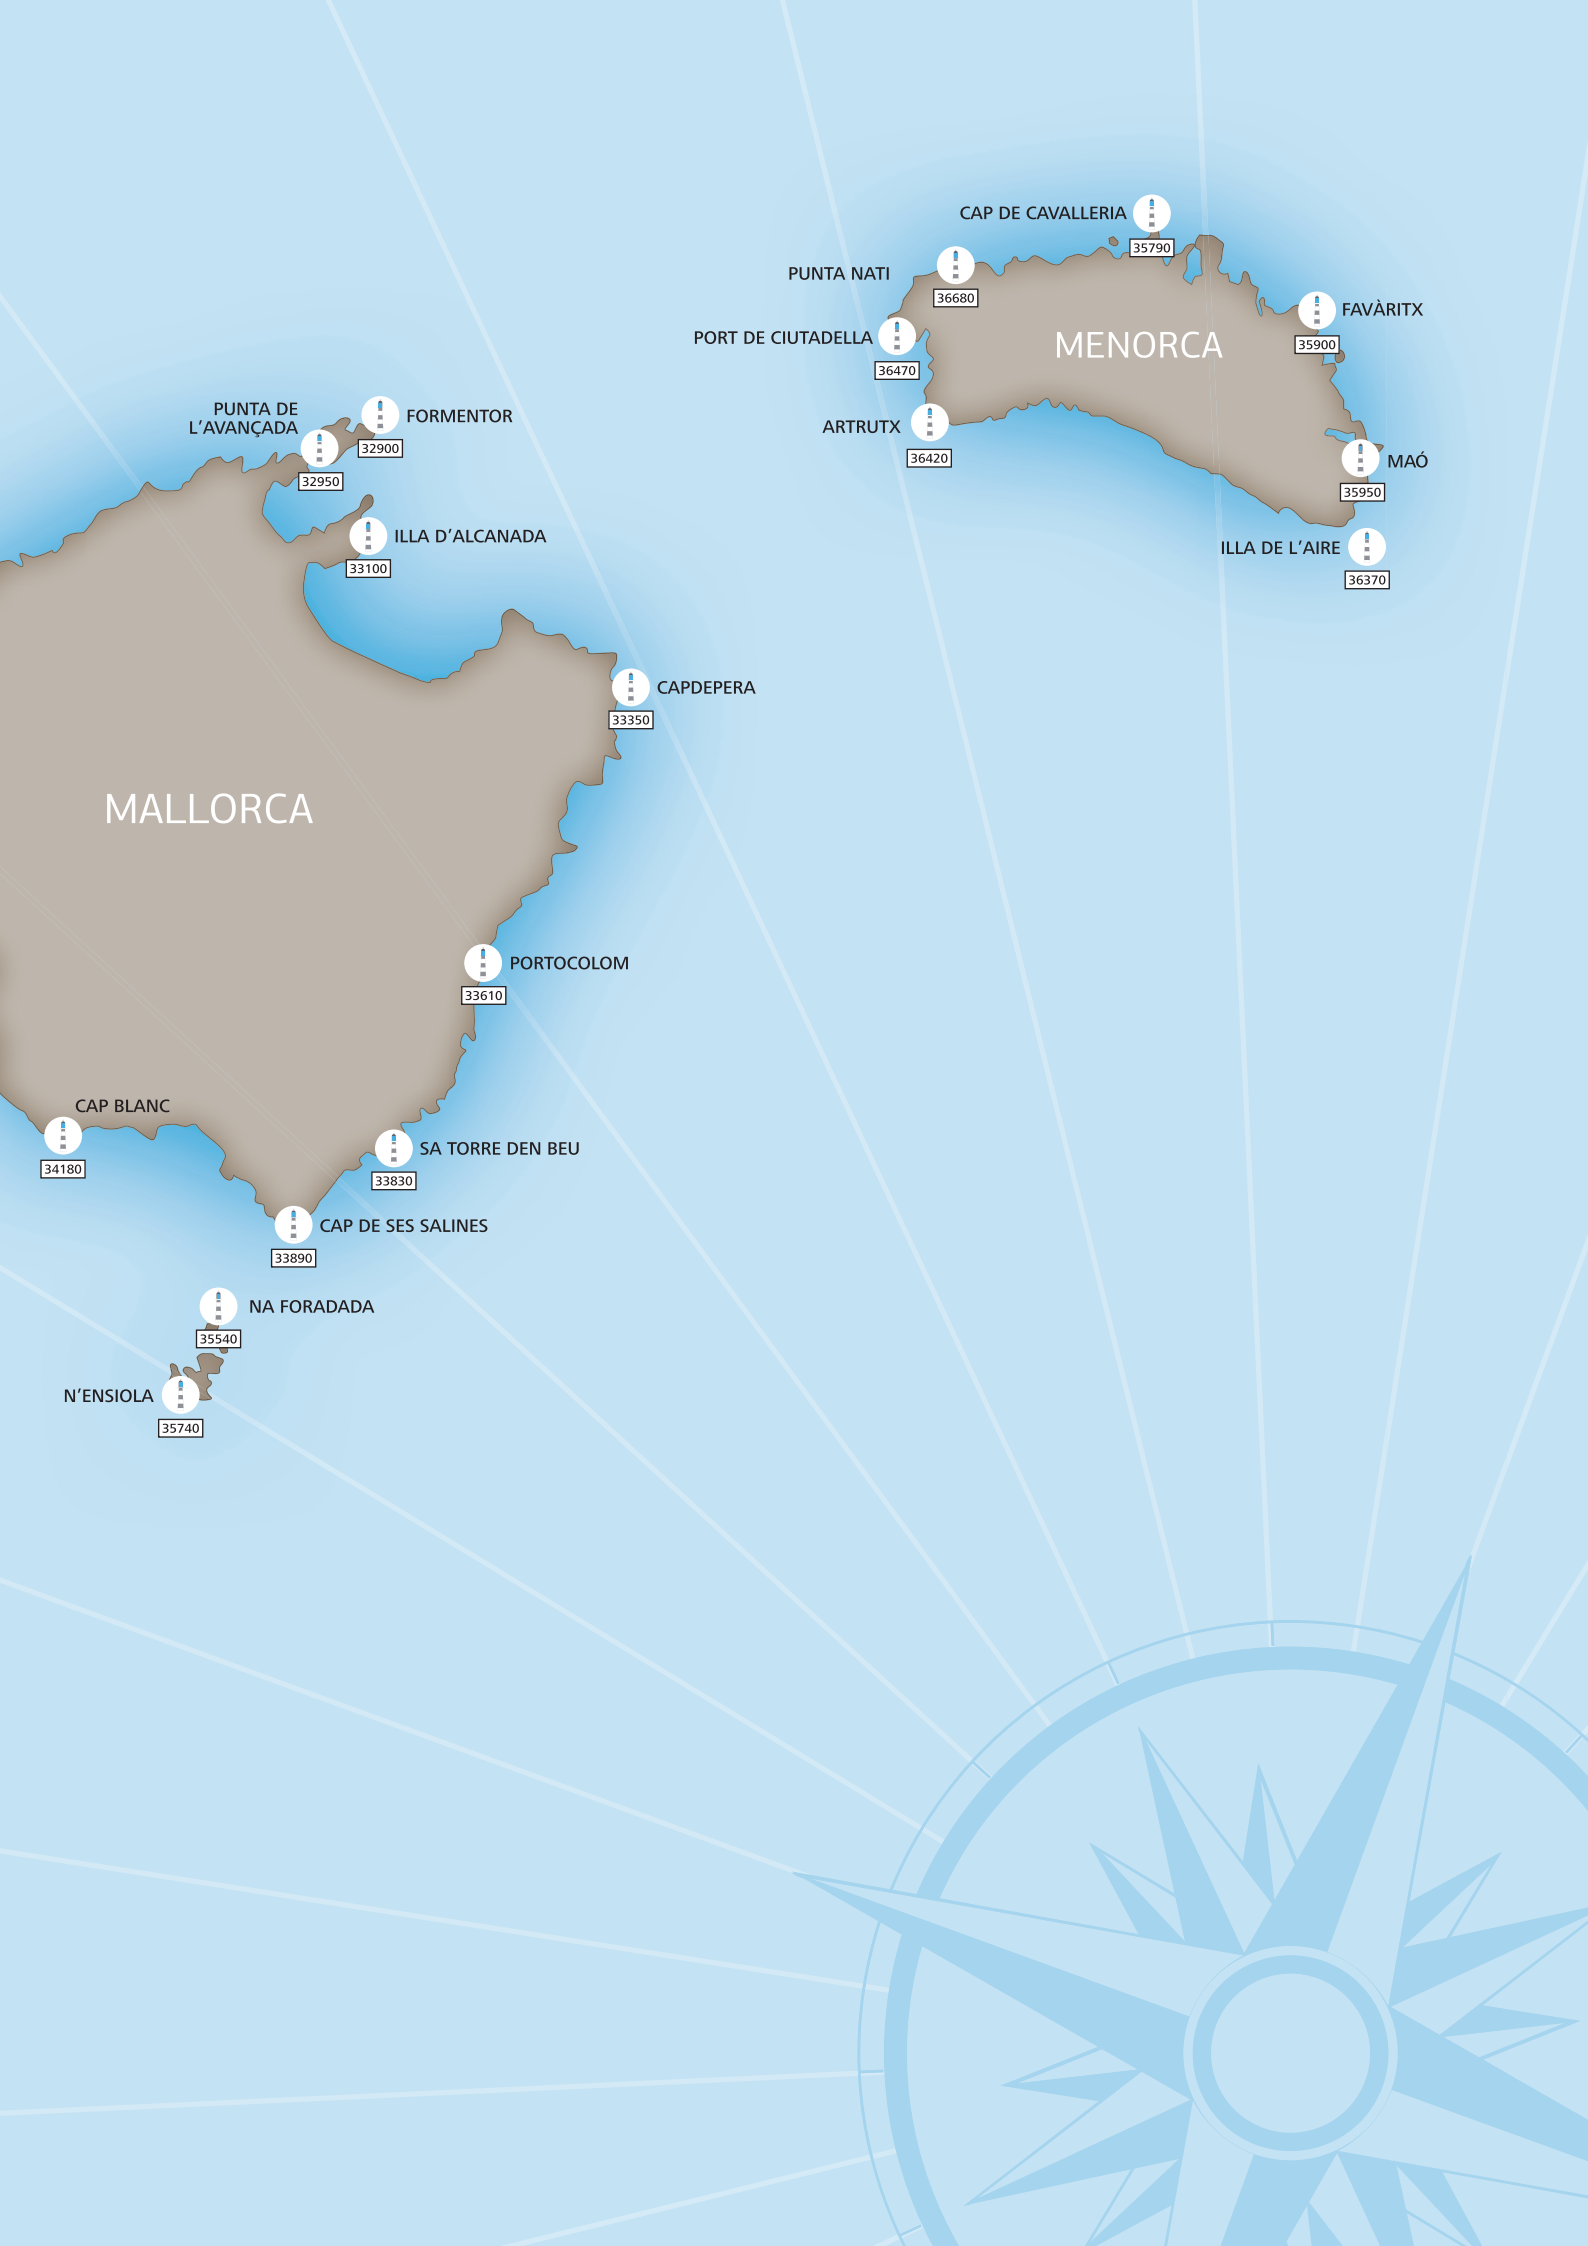 CAP DE CAVALLERIA
35790
PUNTA NATI
36680
FAVÀRITX
35900
PORT DE CIUTADELLA
36470
MENORCA
ARTRUTX
36420
MAÓ
35950
ILLA DE L’AIRE
36370
PUNTA DE
L’AVANÇADA
32950
FORMENTOR
32900
ILLA D’ALCANADA
33100
CAPDEPERA
33350
MALLORCA
PORTOCOLOM
33610
CAP BLANC
34180
SA TORRE DEN BEU
33830
CAP DE SES SALINES
33890
NA FORADADA
35540
N’ENSIOLA
35740